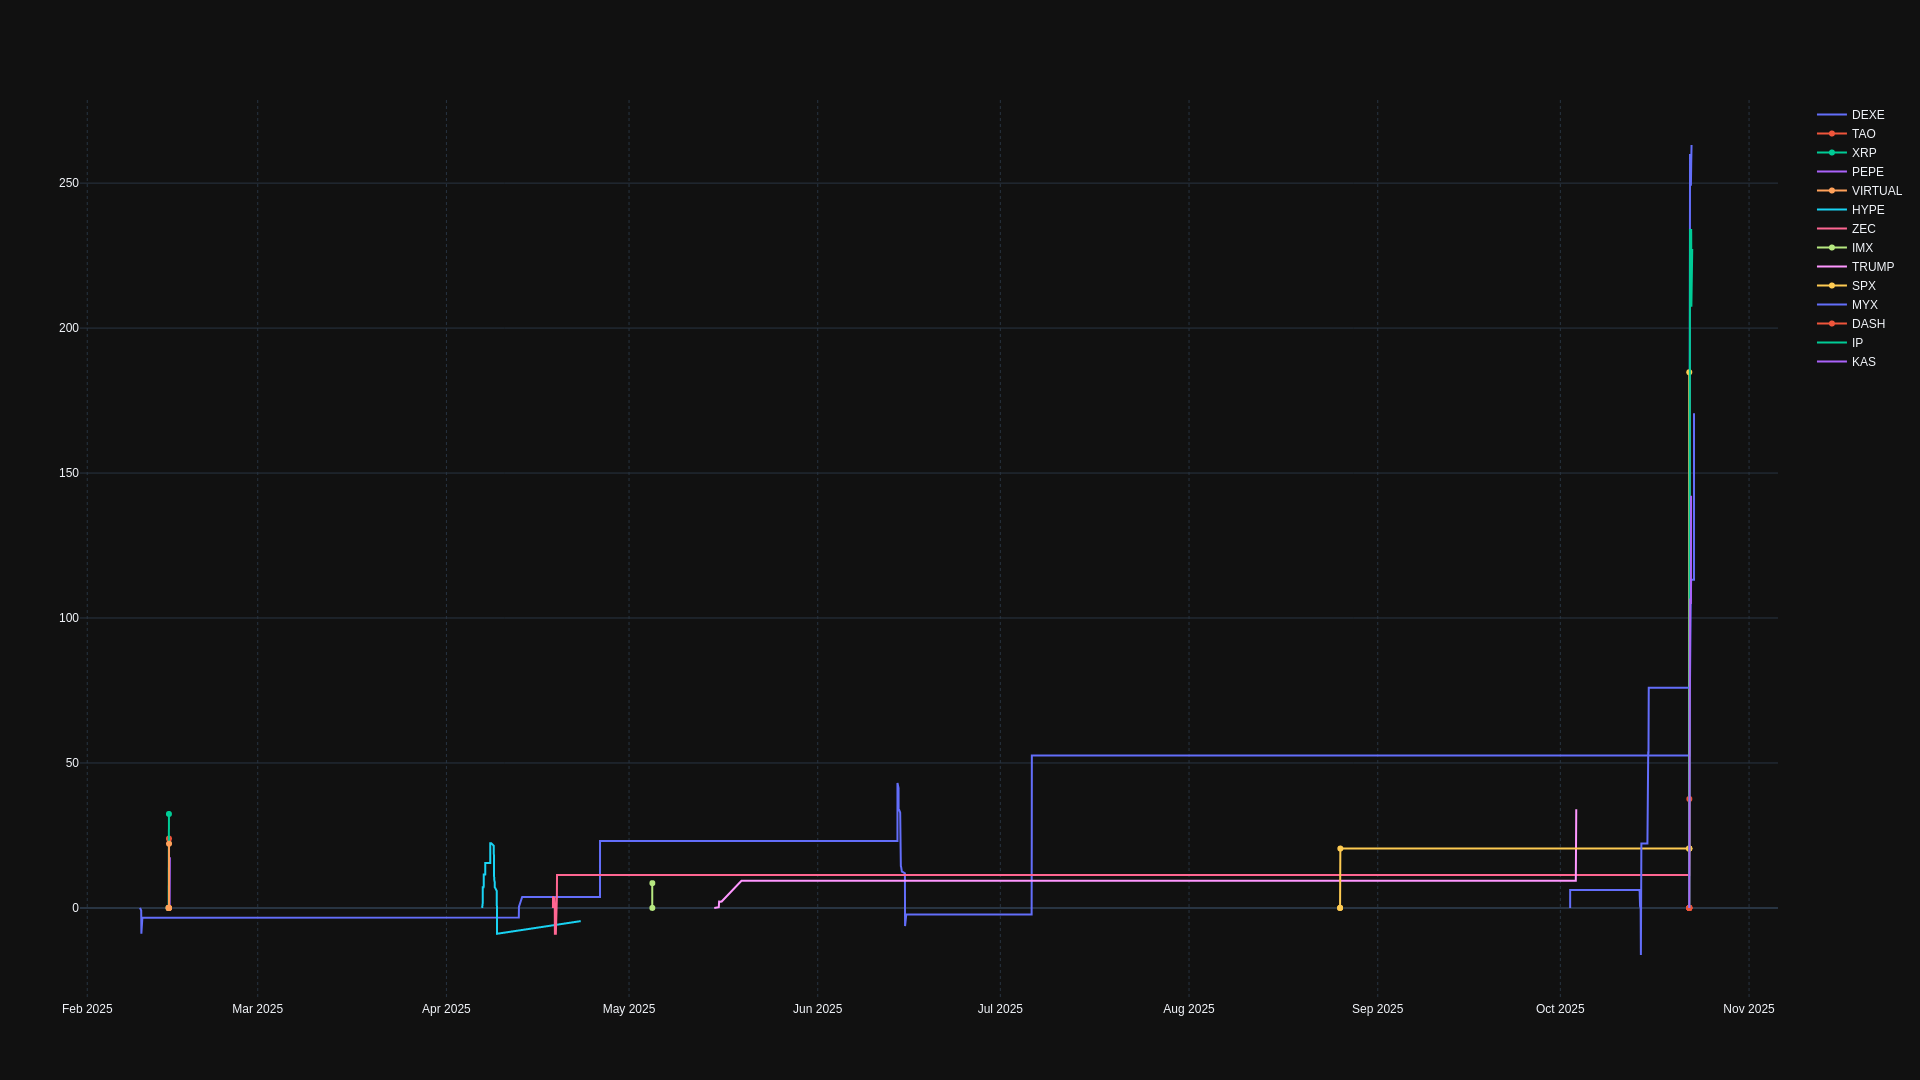 250
200
150
100
50
0
Feb 2025
Mar 2025
Apr 2025
May 2025
Jun 2025
Jul 2025
Aug 2025
Sep 2025
Oct 2025
Nov 2025
DEXE
TAO
XRP
PEPE
VIRTUAL
HYPE
ZEC
IMX
TRUMP
SPX
MYX
DASH
IP
KAS